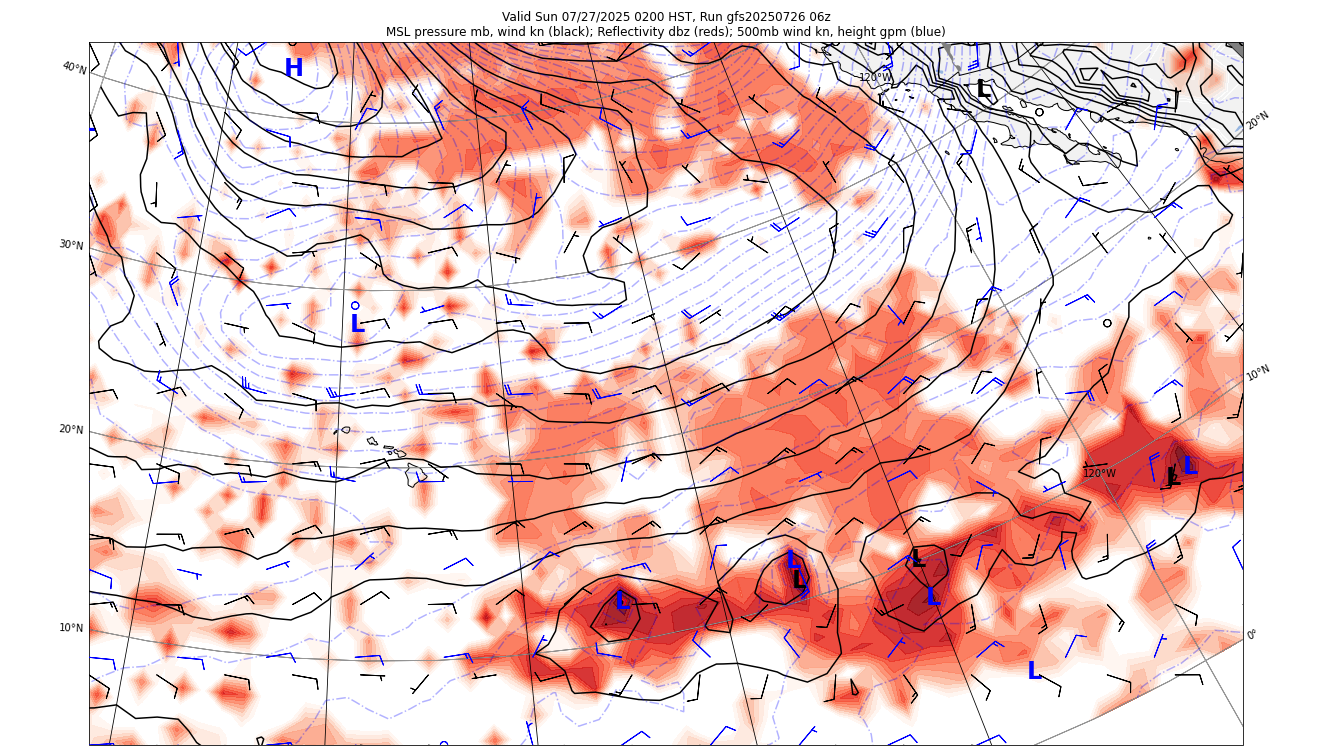 Valid Sun 07/27/2025 0200 HST, Run gfs20250726 06z
MSL pressure mb, wind kn (black); Reflectivity dbz (reds); 500mb wind kn, height gpm (blue)
40°N
H
120°W
L
20°N
30°N
L
10°N
20°N
120°W
L
L
L
L
L
L
L
10°N
0°
L